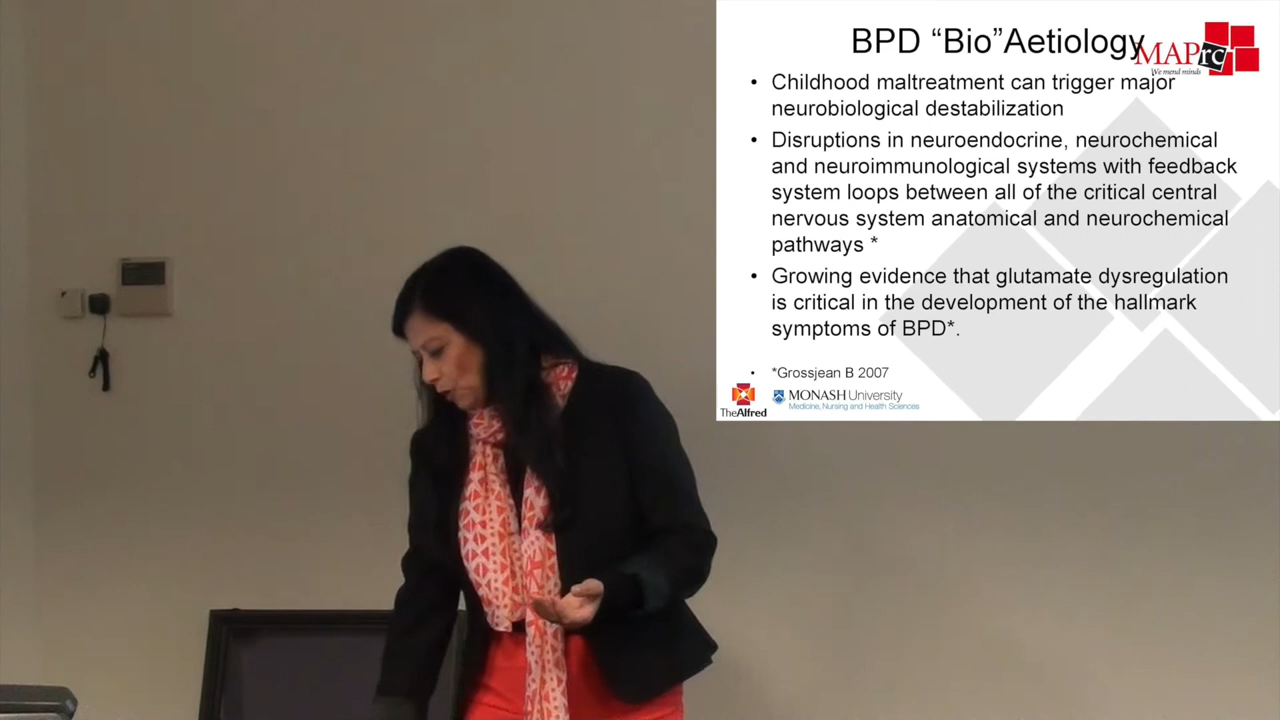 BPD “Bio”Aetiology
MAPrc
We mend minds
• Childhood maltreatment can trigger major
neurobiological destabilization
• Disruptions in neuroendocrine, neurochemical
and neuroimmunological systems with feedback
system loops between all of the critical central
nervous system anatomical and neurochemical
pathways *
• Growing evidence that glutamate dysregulation
is critical in the development of the hallmark
symptoms of BPD*.
• *Grossjean B 2007
TheAlfred
MONASH University
Medicine, Nursing and Health Sciences